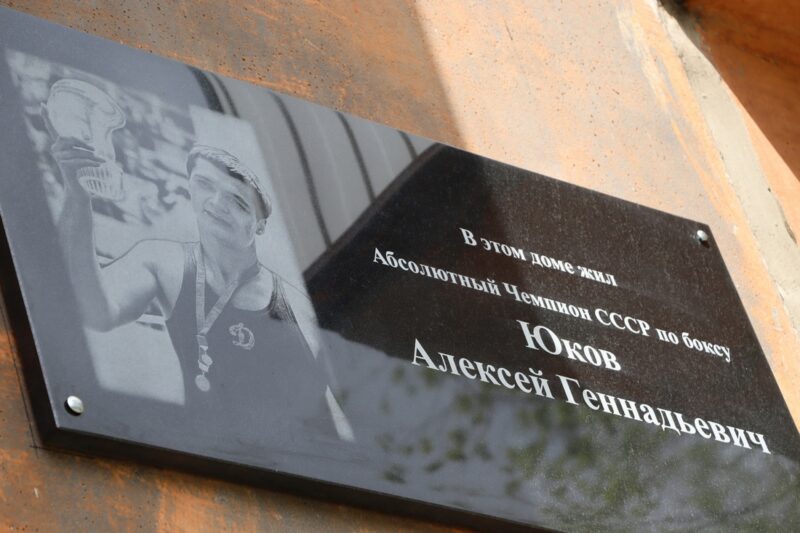 В этом доме жил
Абсолютный Чемпион СССР по боксу
Юков
Алексей Геннадьевич